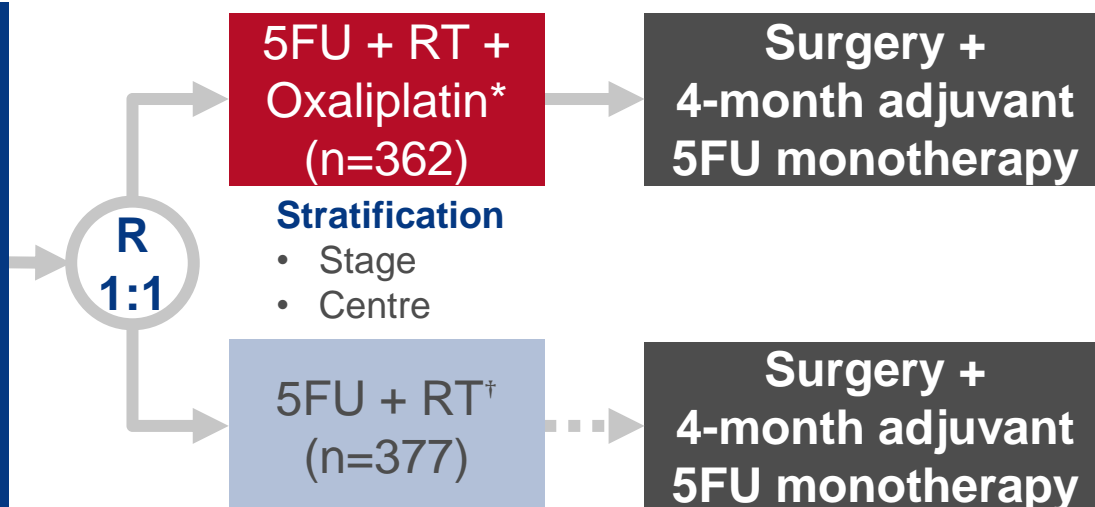 5FU + RT +
Oxaliplatin*
(n=362)
Surgery +
4-month adjuvant
5FU monotherapy
R
1:1
Stratification
• Stage
• Centre
5FU + RT†
(n=377)
Surgery +
4-month adjuvant
5FU monotherapy